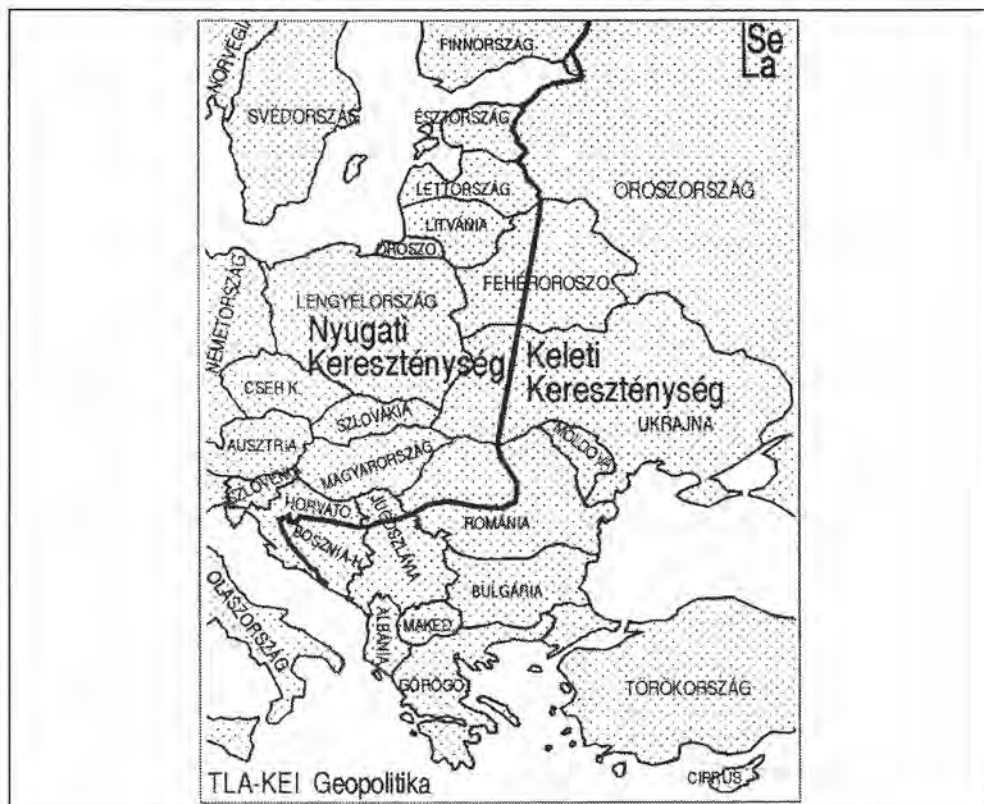 NORVÉGIA
FINNORSZÁG
Se
La
SVÉDORSZÁG
ÉSZTORSZÁG
OROSZORSZÁG
LETTORSZÁG
LITVÁNIA
OROSZO.
FEHÉROROSZO.
NÉMETORSZÁG
LENGYELORSZÁG
Nyugati
Kereszténység
Keleti
Kereszténység
CSEH K.
UKRAJNA
SZLOVÁKIA
AUSZTRIA
MAGYARORSZÁG
MOLDOVA
SZLOVÉNIA
HORVÁTO.
JUGOSZLÁVIA
ROMÁNIA
BOSZNIA-H.
OLASZORSZÁG
BULGÁRIA
ALBÁNIA
MAKED.
GÖRÖGO.
TÖRÖKORSZÁG
CIPRUS
TLA-KEI Geopolitika